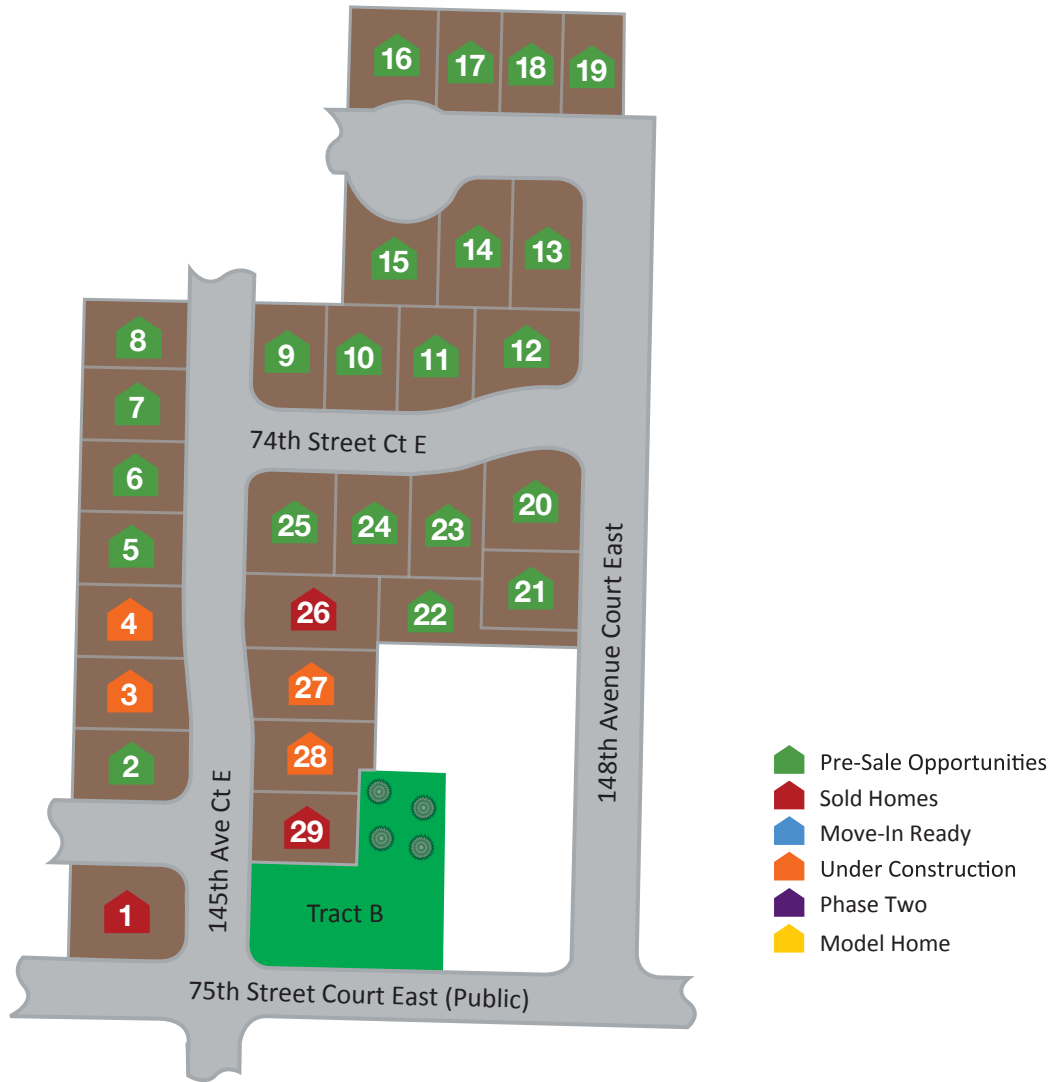 16
17
18
19
15
14
13
8
9
10
11
12
7
74th Street Ct E
6
25
24
23
20
5
21
4
26
22
3
27
2
28
29
1
Tract B
145th Ave Ct E
148th Avenue Court East
75th Street Court East (Public)
Pre-Sale Opportunities
Sold Homes
Move-In Ready
Under Construction
Phase Two
Model Home